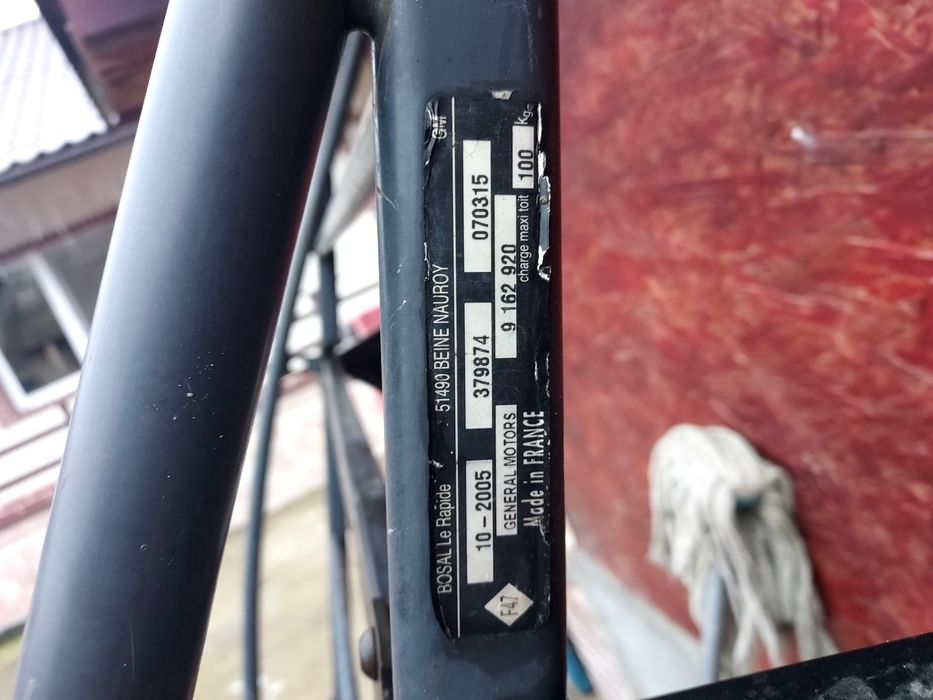 BOSAL Le Rapide 51490 BEINE NAUROY GM
10-2005 379874 070315
GENERAL MOTORS 9 162 920
F47 Made in FRANCE charge maxi toit 100 kg